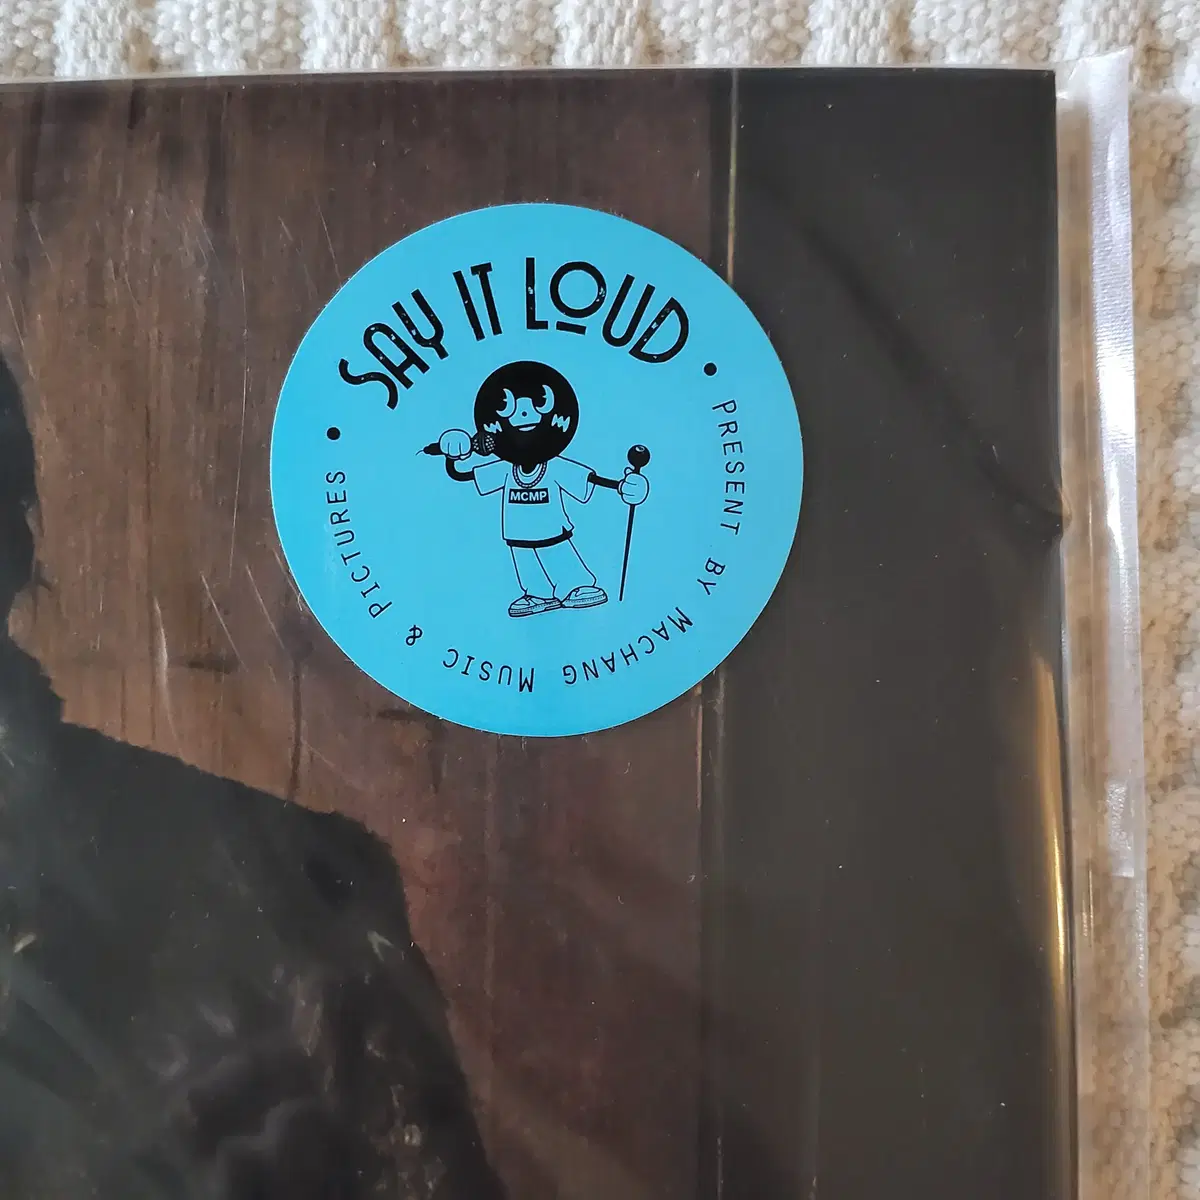 SAY IT LOUD
• PRESENT BY MACHANG MUSIC & PICTURES •
MCMP